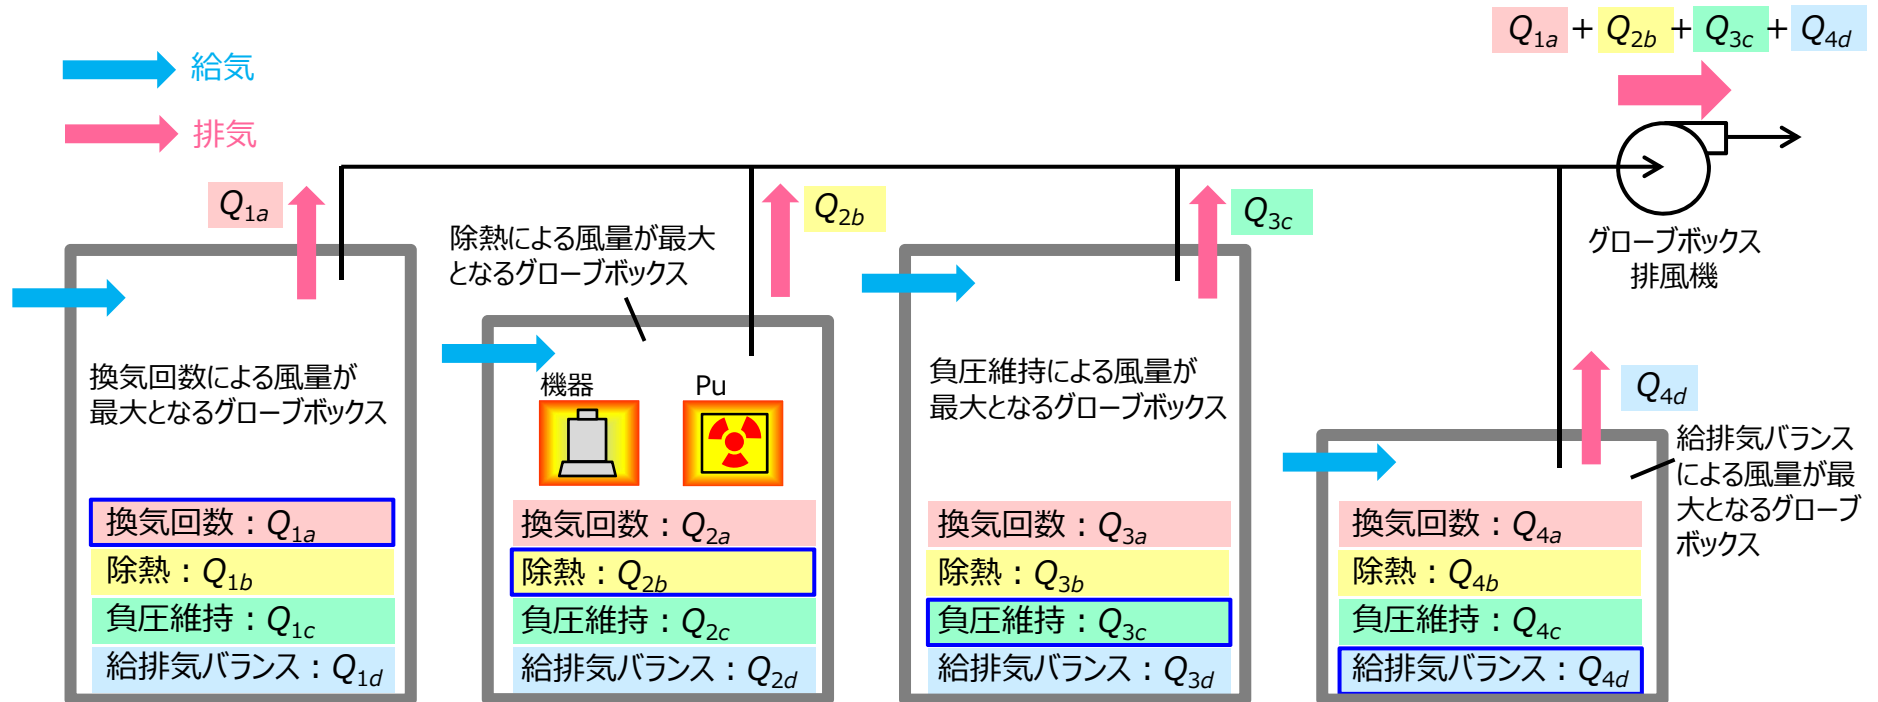 給気
排気
Q1a + Q2b + Q3c + Q4d
グローブボックス
排風機
Q1a
換気回数による風量が
最大となるグローブボックス
換気回数：Q1a
除熱：Q1b
負圧維持：Q1c
給排気バランス：Q1d
除熱による風量が最大
となるグローブボックス
Q2b
機器
Pu
換気回数：Q2a
除熱：Q2b
負圧維持：Q2c
給排気バランス：Q2d
Q3c
負圧維持による風量が
最大となるグローブボックス
換気回数：Q3a
除熱：Q3b
負圧維持：Q3c
給排気バランス：Q3d
Q4d
給排気バランス
による風量が最
大となるグローブ
ボックス
換気回数：Q4a
除熱：Q4b
負圧維持：Q4c
給排気バランス：Q4d